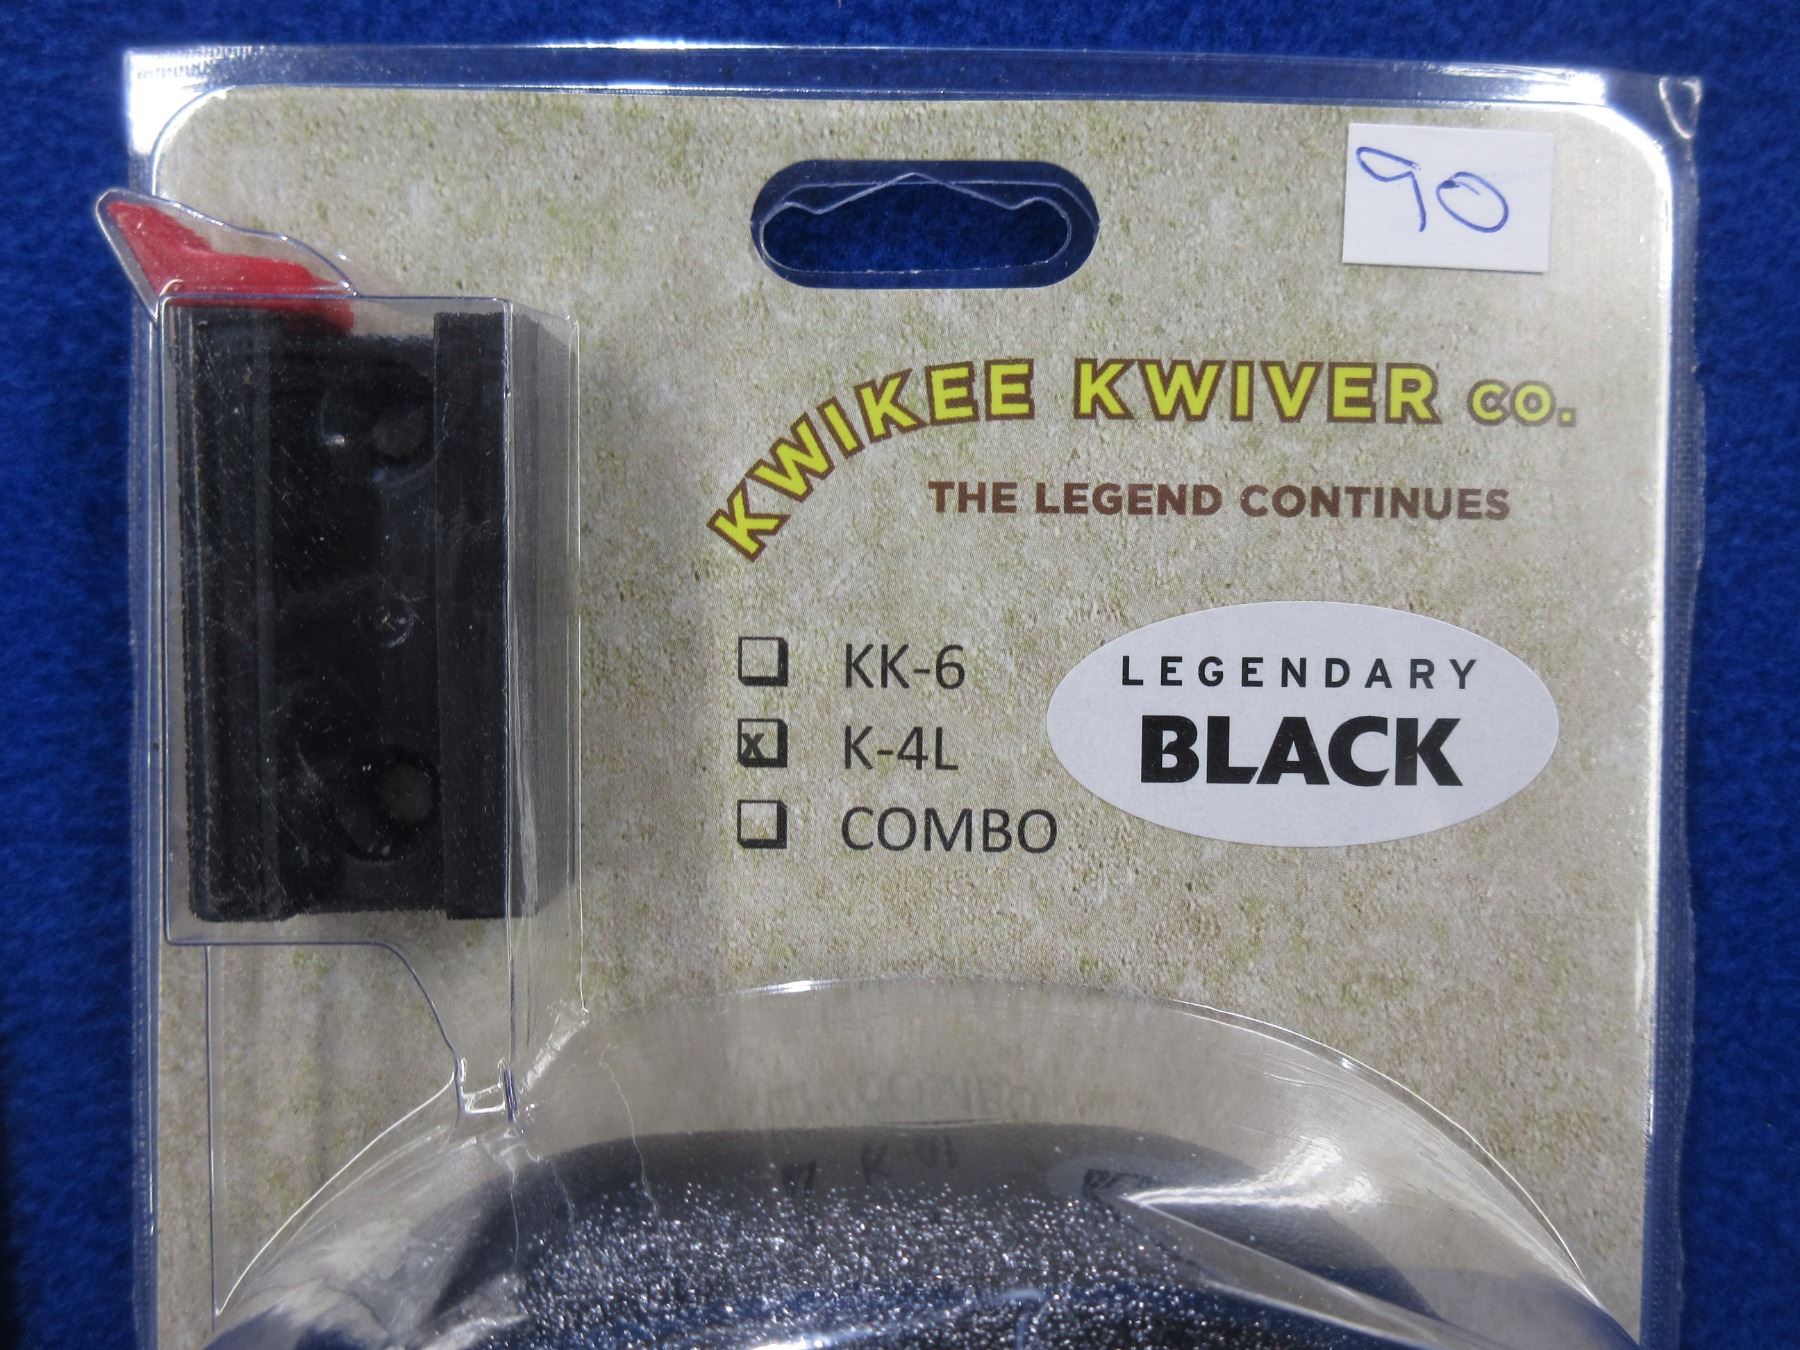 90
KWIKEE KWIVER CO.
THE LEGEND CONTINUES
KK-6
x K-4L
COMBO
LEGENDARY
BLACK